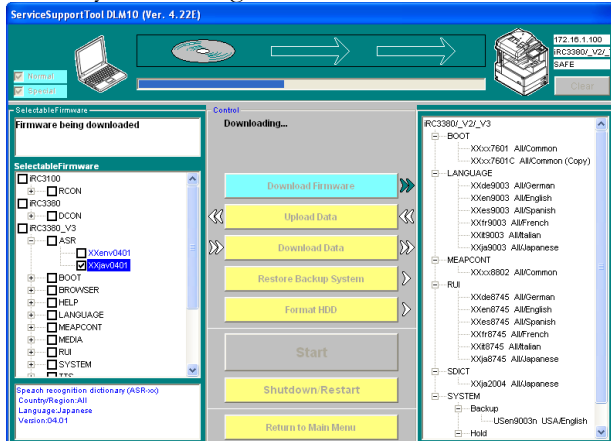 ServiceSupportTool DLM10 (Ver. 4.22E)
Normal
Special
172.16.1.100
iRC3380/_V2/_
SAFE
Clear
SelectableFirmware
Firmware being downloaded
SelectableFirmware
iRC3100
RCON
iRC3380
DCON
iRC3380_V3
ASR
XXenv0401
XXjav0401
BOOT
BROWSER
HELP
LANGUAGE
MEAPCONT
MEDIA
RUI
SYSTEM
TTS
Speach recognition dictionary (ASR-xx)
Country/Region:All
Language:Japanese
Version:04.01
Control
Downloading...
Download Firmware
Upload Data
Download Data
Restore Backup System
Format HDD
Start
Shutdown/Restart
Return to Main Menu
iRC3380/_V2/_V3
BOOT
XXxx7601 All/Common
XXxx7601C All/Common (Copy)
LANGUAGE
XXde9003 All/German
XXen9003 All/English
XXes9003 All/Spanish
XXfr9003 All/French
XXit9003 All/Italian
XXja9003 All/Japanese
MEAPCONT
XXxx8802 All/Common
RUI
XXde8745 All/German
XXen8745 All/English
XXes8745 All/Spanish
XXfr8745 All/French
XXit8745 All/Italian
XXja8745 All/Japanese
SDICT
XXja2004 All/Japanese
SYSTEM
Backup
USen9003n USA/English
Hold